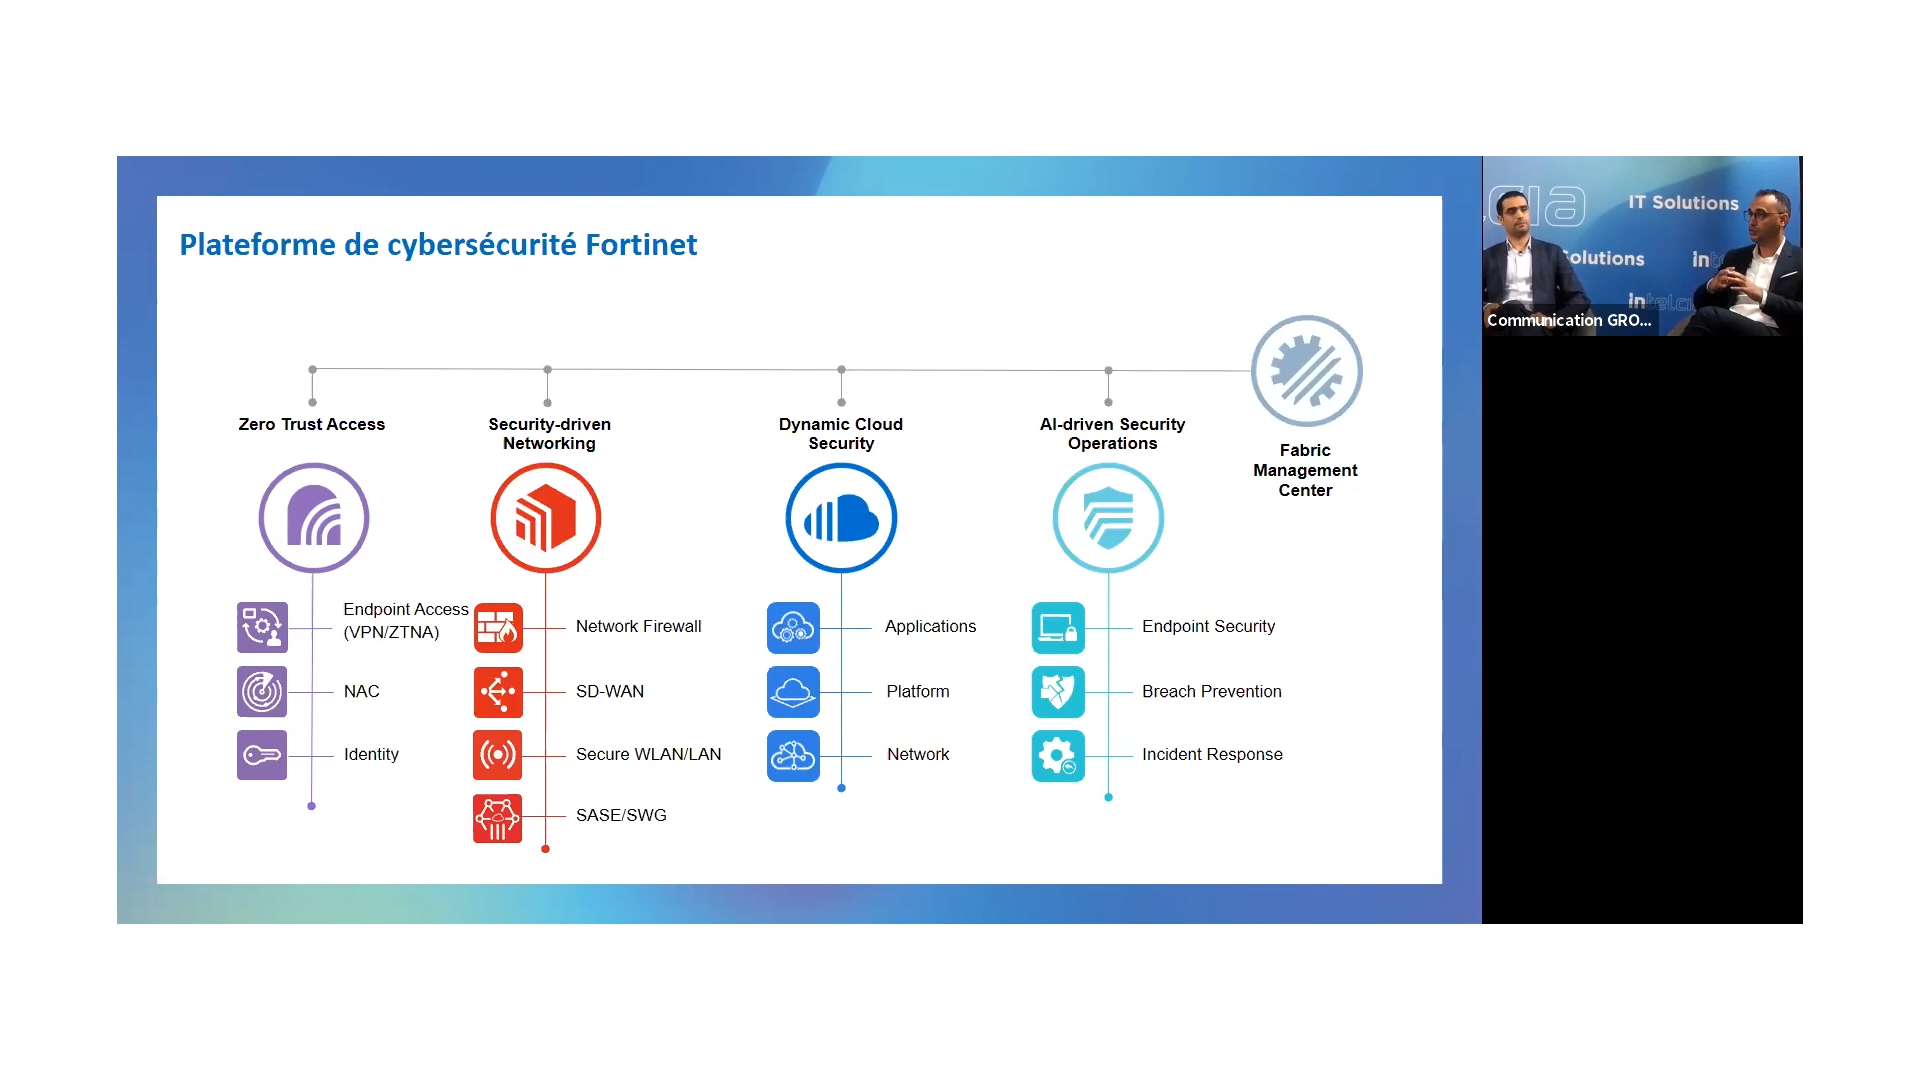 Plateforme de cybersécurité Fortinet
Zero Trust Access
Endpoint Access
(VPN/ZTNA)
NAC
Identity
Security-driven
Networking
Network Firewall
SD-WAN
Secure WLAN/LAN
SASE/SWG
Dynamic Cloud
Security
Applications
Platform
Network
AI-driven Security
Operations
Endpoint Security
Breach Prevention
Incident Response
Fabric
Management
Center
IT Solutions
Solutions
intelcia
Communication GRO...